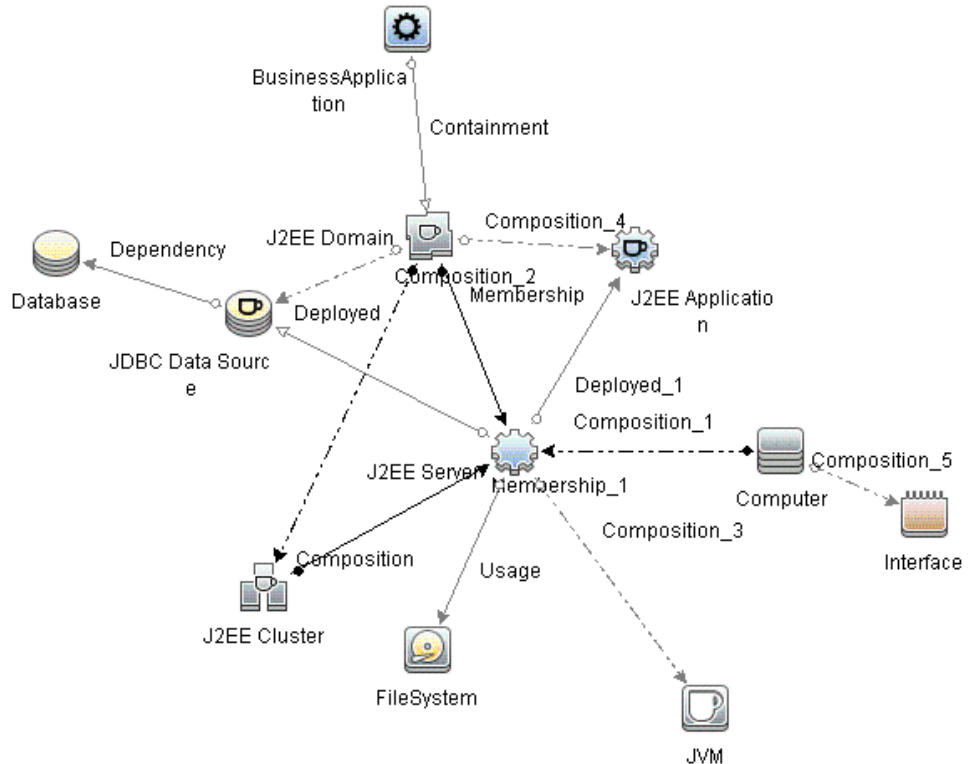 BusinessApplica
tion
Containment
Composition_4
J2EE Domain
Dependency
Composition_2
Membership
Database
Deployed
J2EE Applicatio
n
JDBC Data Sourc
e
Deployed_1
Composition_1
Composition_5
J2EE Server
Membership_1
Computer
Composition_3
Composition
Usage
Interface
J2EE Cluster
FileSystem
JVM